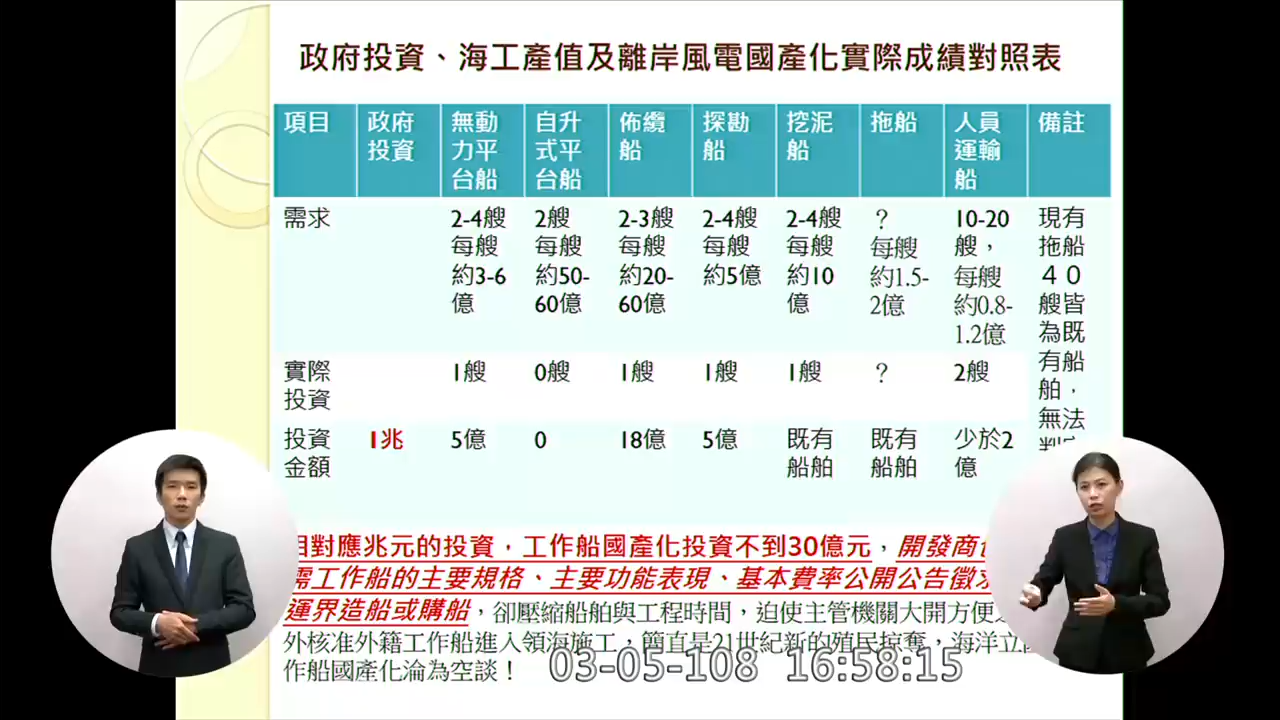 政府投資、海工產值及離岸風電國產化實際成績對照表
項目 政府投資 無動力平台船 自升式平台船 佈纜船 探勘船 挖泥船 拖船 人員運輸船 備註
需求 2-4艘每艘約3-6億 2艘每艘約50-60億 2-3艘每艘約20-60億 2-4艘每艘約5億 2-4艘每艘約10億 ？每艘約1.5-2億 10-20艘，每艘約0.8-1.2億 現有拖船４０艘皆為既有船舶，無法
實際投資 1艘 0艘 1艘 1艘 1艘 ？ 2艘
投資金額 1兆 5億 0 18億 5億 既有船舶 既有船舶 少於2億
相對應兆元的投資，工作船國產化投資不到30億元，開發商
需工作船的主要規格、主要功能表現、基本費率公開公告徵
運界造船或購船，卻壓縮船舶與工程時間，迫使主管機關大開方便
外核准外籍工作船進入領海施工，簡直是21世紀新的殖民掠奪，海洋立
作船國產化淪為空談！
03-05-108 16:58:15